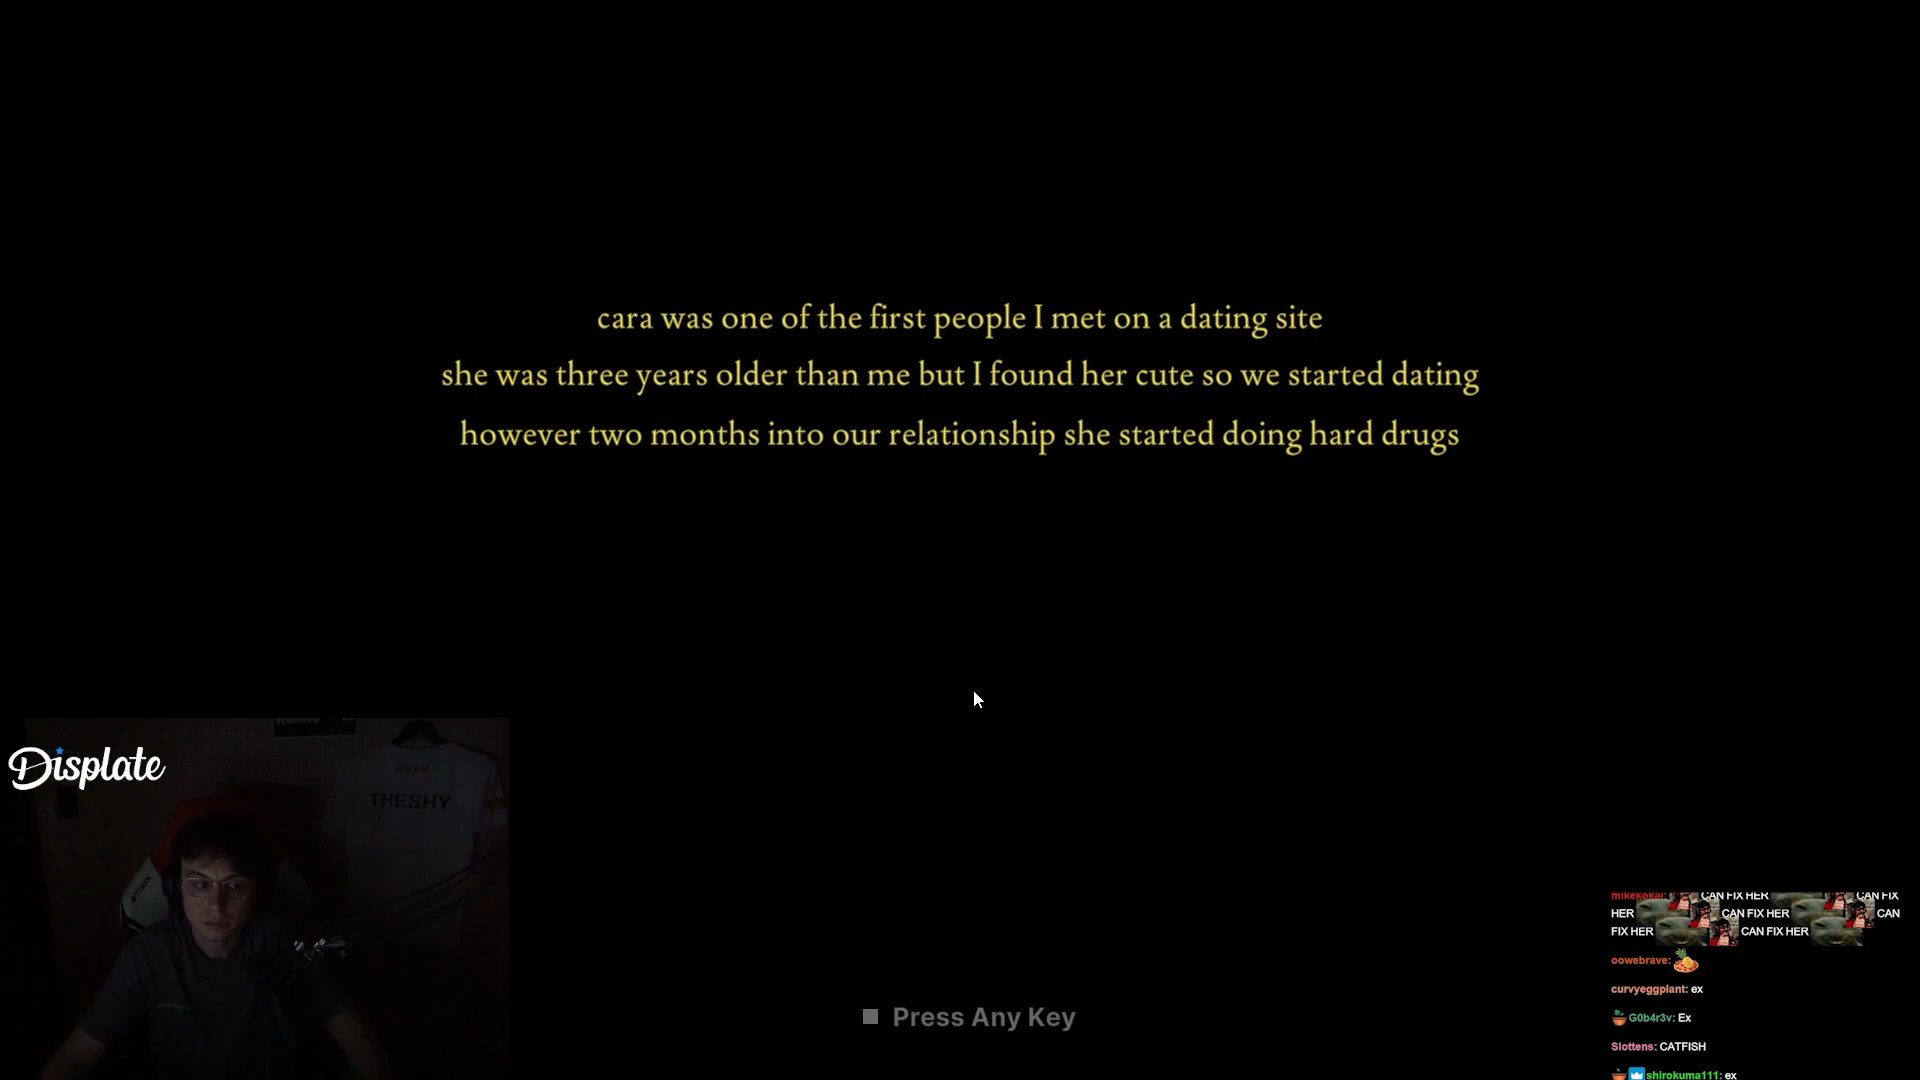 cara was one of the first people I met on a dating site
she was three years older than me but I found her cute so we started dating
however two months into our relationship she started doing hard drugs
Displate
THESHY
Press Any Key
mikekokai: CAN FIX HER CAN FIX
HER CAN FIX HER CAN
FIX HER CAN FIX HER
oowebrave:
curvyeggplant: ex
G0b4r3v: Ex
Slottens: CATFISH
shirokuma111: ex